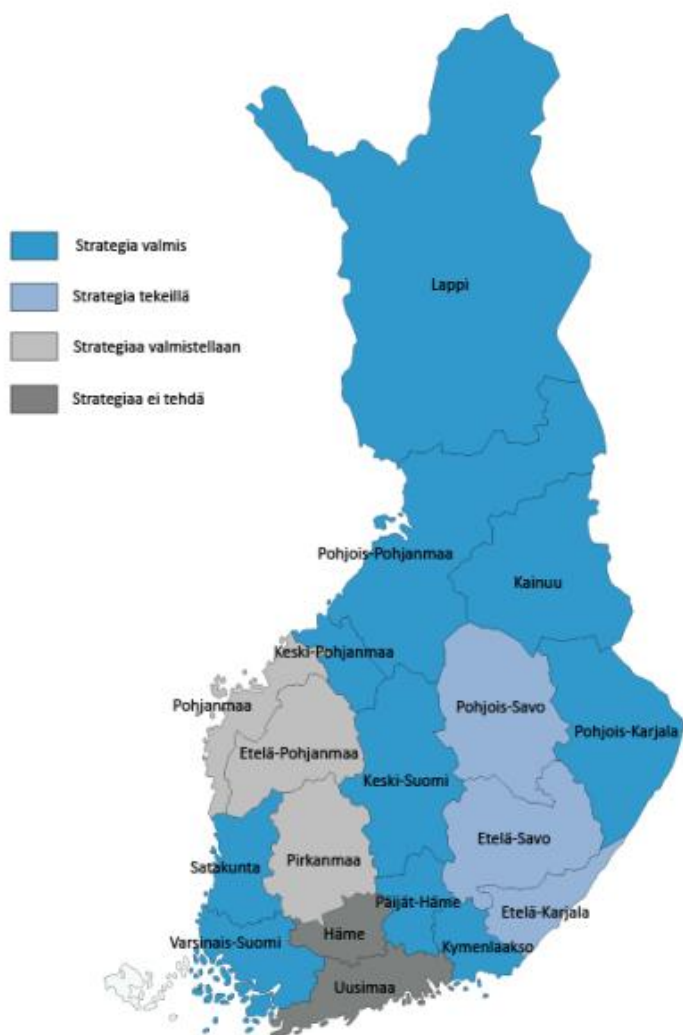 Strategia valmis
Strategia tekeillä
Strategiaa valmistellaan
Strategiaa ei tehdä
Lappi
Pohjois-Pohjanmaa
Kainuu
Keski-Pohjanmaa
Pohjanmaa
Pohjois-Savo
Pohjois-Karjala
Etelä-Pohjanmaa
Keski-Suomi
Etelä-Savo
Satakunta
Pirkanmaa
Päijät-Häme
Etelä-Karjala
Varsinais-Suomi
Häme
Kymenlaakso
Uusimaa